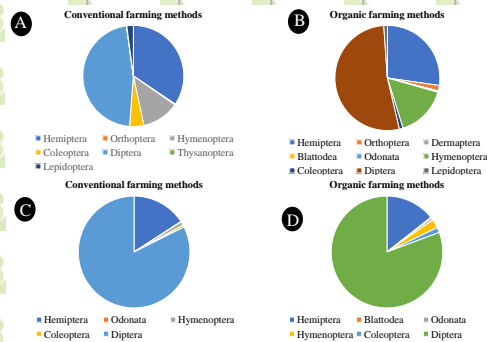 A
Conventional farming methods
Hemiptera Orthoptera Hymenoptera
Coleoptera Diptera Thysanoptera
Lepidoptera
B
Organic farming methods
Hemiptera Orthoptera Dermaptera
Blattodea Odonata Hymenoptera
Coleoptera Diptera Lepidoptera
C
Conventional farming methods
Hemiptera Odonata Hymenoptera
Coleoptera Diptera
D
Organic farming methods
Hemiptera Blattodea Odonata
Hymenoptera Coleoptera Diptera